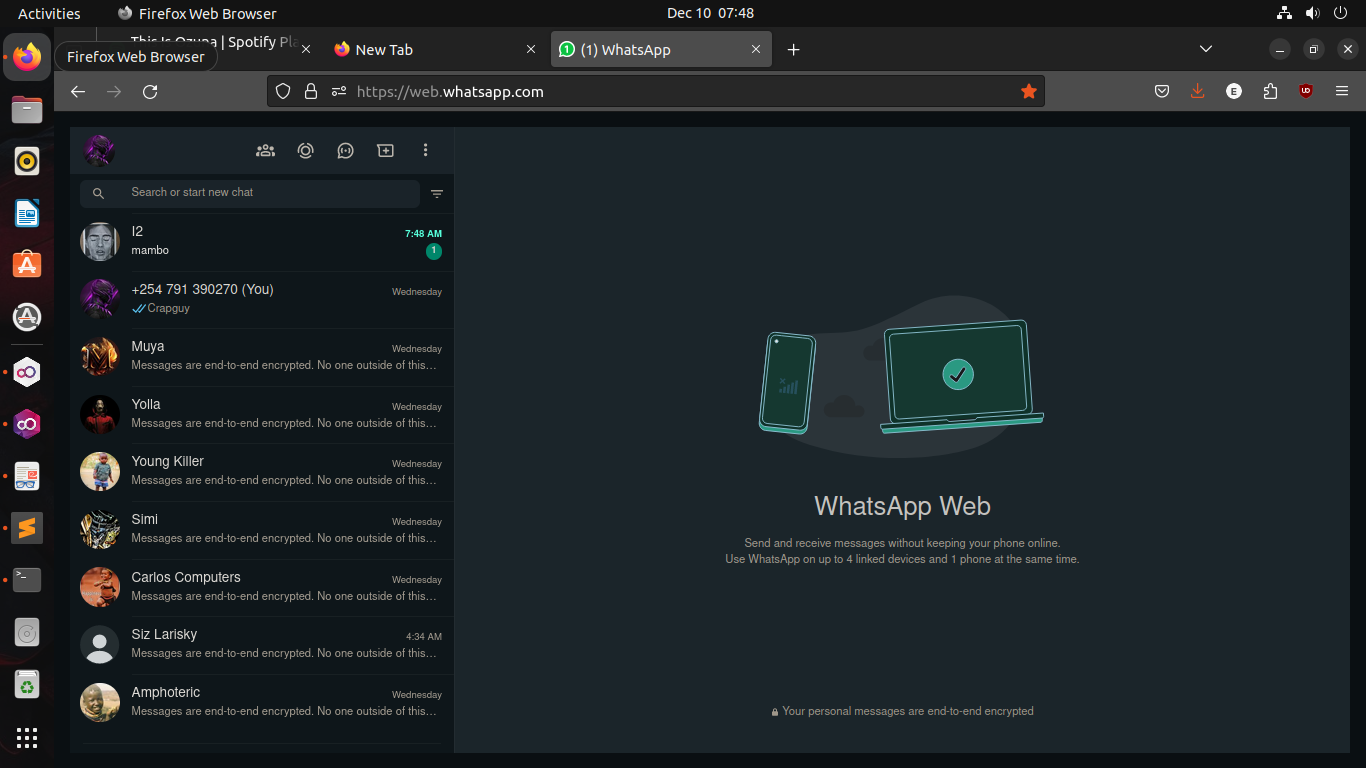 Activities
Firefox Web Browser
Dec 10 07:48
This Is Ozuna | Spotify Pla
New Tab
(1) WhatsApp
Firefox Web Browser
https://web.whatsapp.com
E
Search or start new chat
I2
7:48 AM
mambo
1
+254 791 390270 (You)
Wednesday
Crapguy
Muya
Wednesday
Messages are end-to-end encrypted. No one outside of this…
Yolla
Wednesday
Messages are end-to-end encrypted. No one outside of this…
Young Killer
Wednesday
Messages are end-to-end encrypted. No one outside of this…
Simi
Wednesday
Messages are end-to-end encrypted. No one outside of this…
Carlos Computers
Wednesday
Messages are end-to-end encrypted. No one outside of this…
Siz Larisky
4:34 AM
Messages are end-to-end encrypted. No one outside of this…
Amphoteric
Wednesday
Messages are end-to-end encrypted. No one outside of this…
WhatsApp Web
Send and receive messages without keeping your phone online.
Use WhatsApp on up to 4 linked devices and 1 phone at the same time.
Your personal messages are end-to-end encrypted